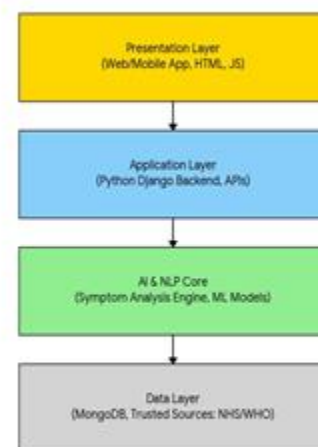 Presentation Layer
(Web/Mobile App, HTML, JS)
Application Layer
(Python Django Backend, APIs)
AI & NLP Core
(Symptom Analysis Engine, ML Models)
Data Layer
(MongoDB, Trusted Sources: NHS/WHO)